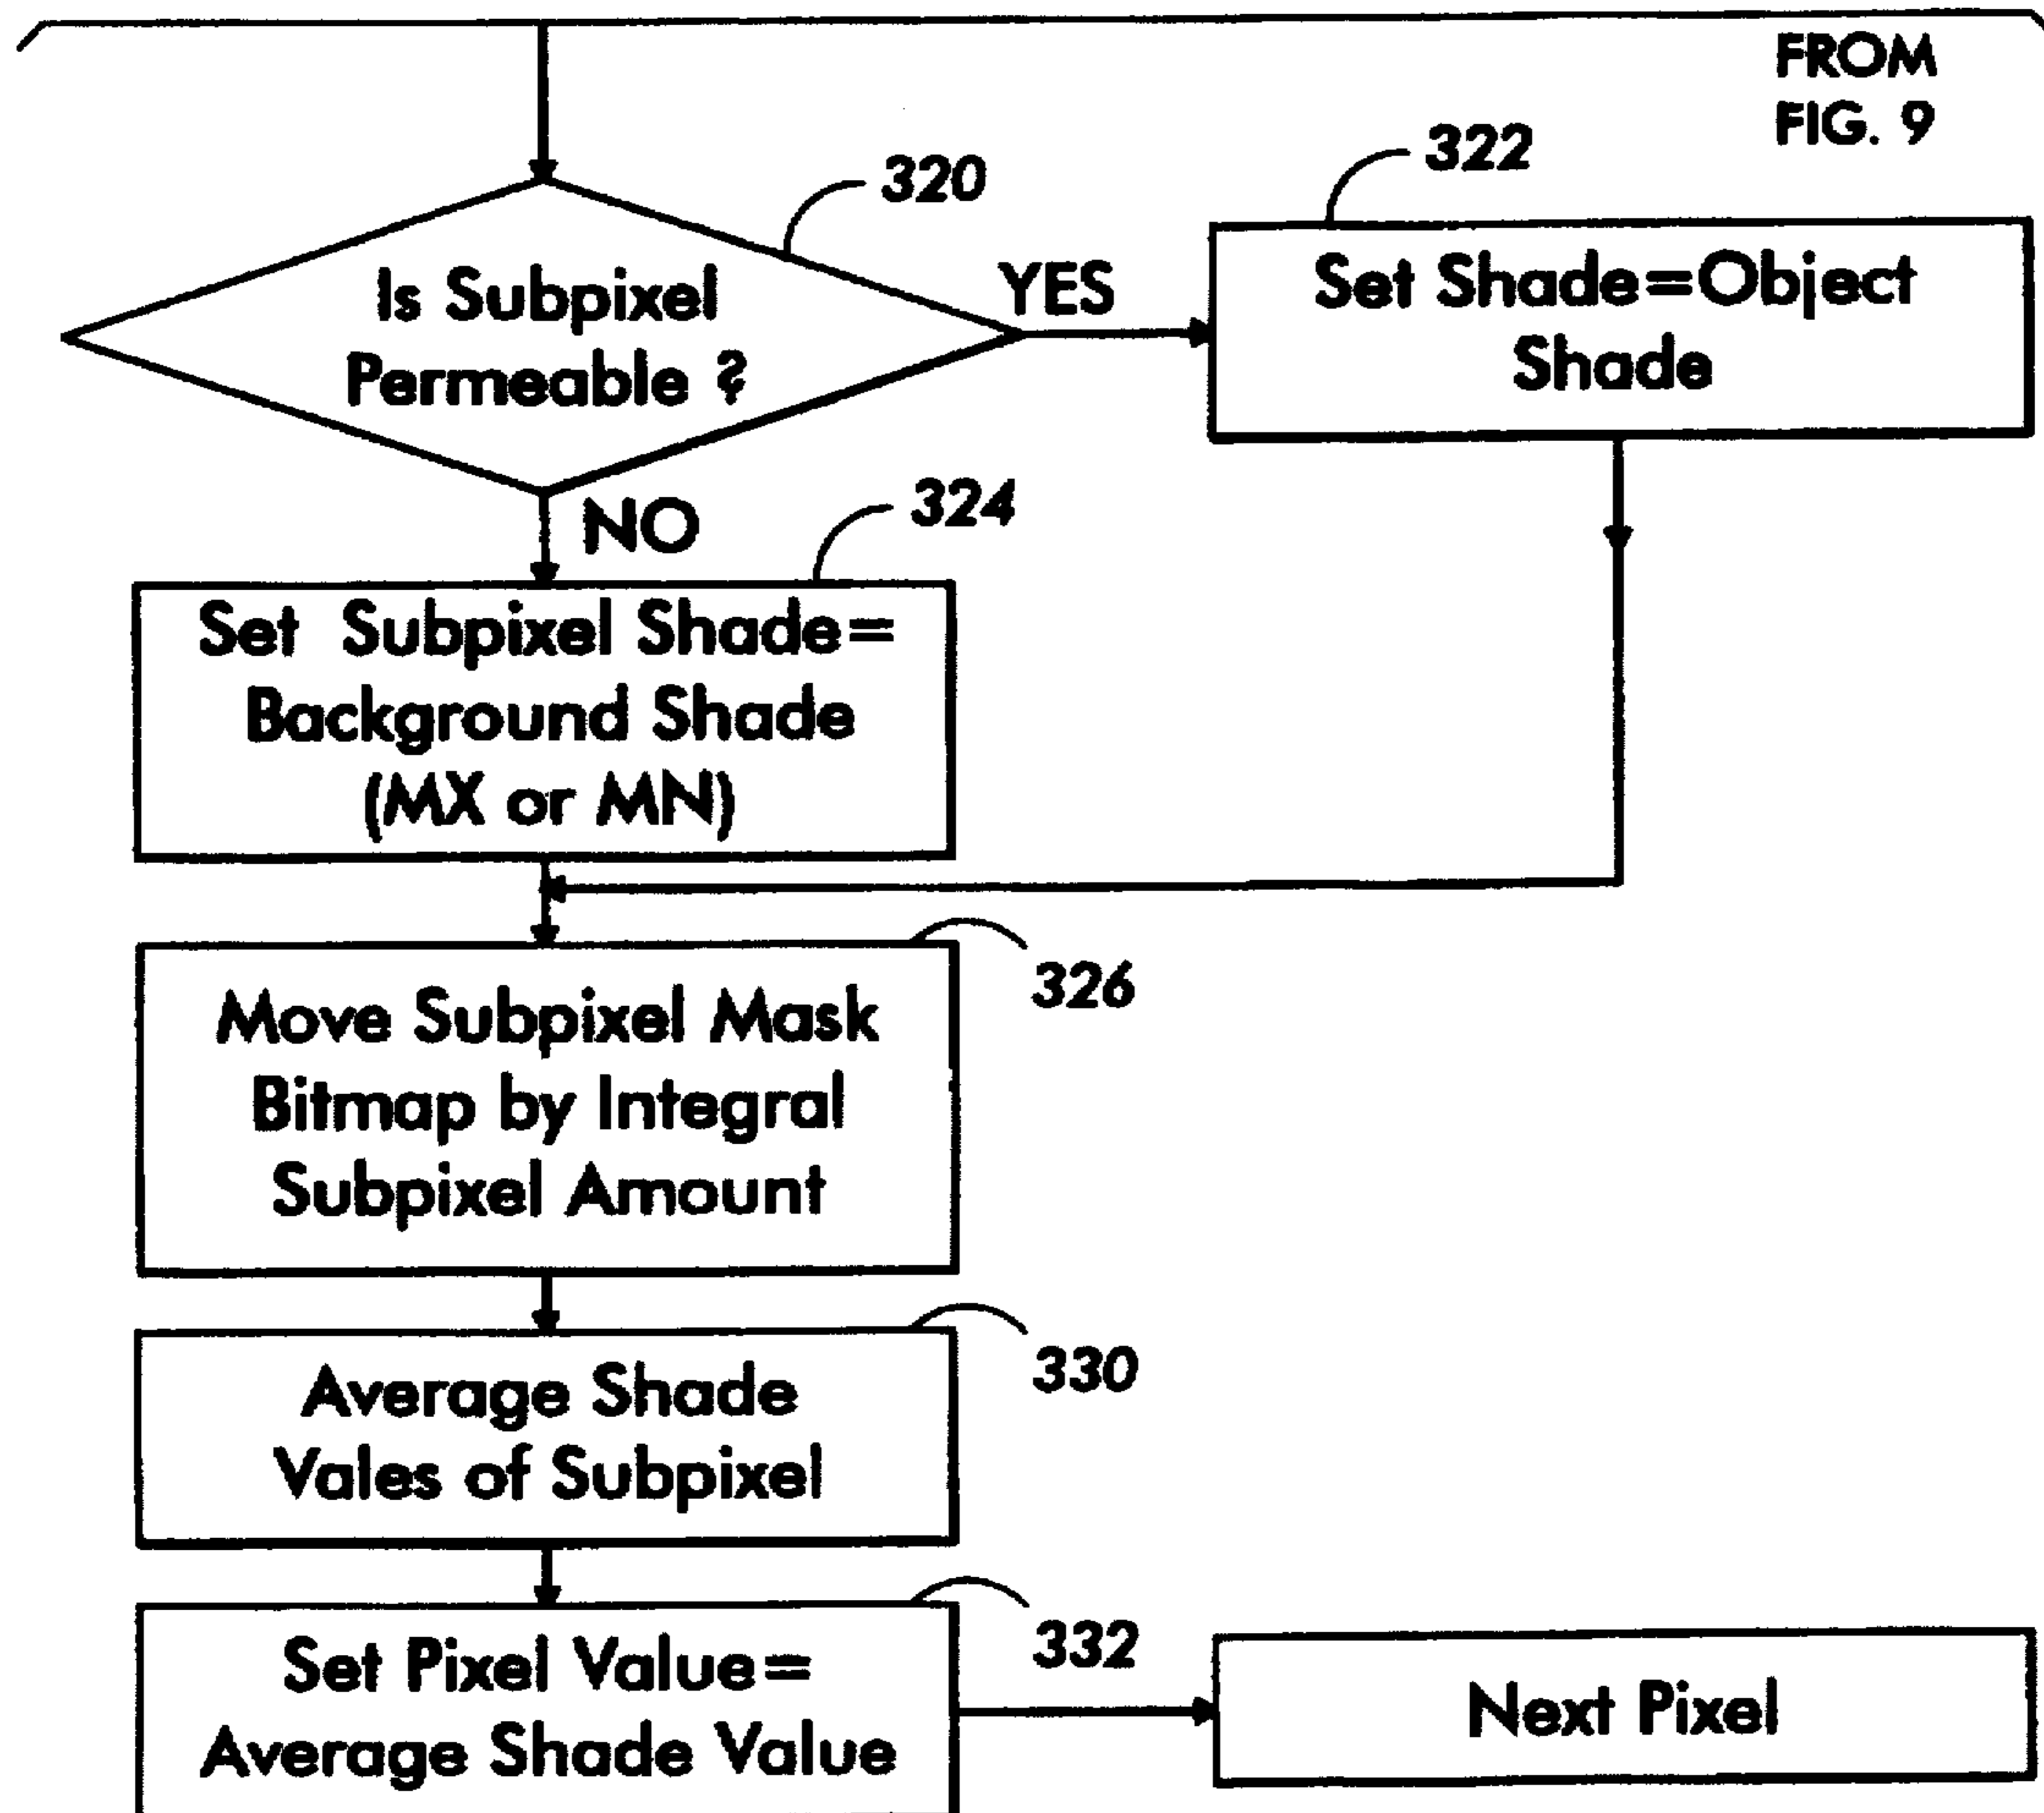 FROM
FIG. 9
320
322
Is Subpixel
Permeable ?
YES
Set Shade=Object
Shade
NO
324
Set Subpixel Shade=
Background Shade
(MX or MN)
326
Move Subpixel Mask
Bitmap by Integral
Subpixel Amount
330
Average Shade
Vales of Subpixel
332
Set Pixel Value=
Average Shade Value
Next Pixel